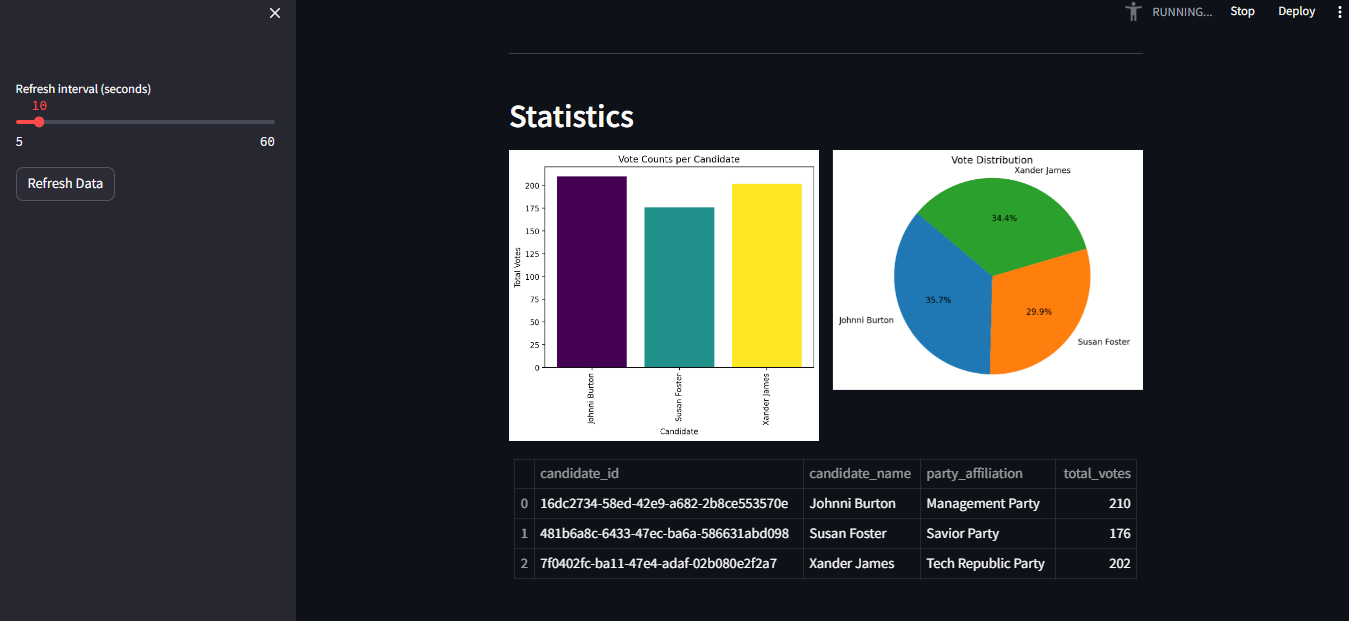 RUNNING...
Stop
Deploy
Refresh interval (seconds)
10
5
60
Refresh Data
Statistics
Vote Counts per Candidate
Total Votes
200
175
150
125
100
75
50
25
0
Johnni Burton
Susan Foster
Xander James
Candidate
Vote Distribution
Xander James
34.4%
35.7%
29.9%
Johnni Burton
Susan Foster
candidate_id candidate_name party_affiliation total_votes
0 16dc2734-58ed-42e9-a682-2b8ce553570e Johnni Burton Management Party 210
1 481b6a8c-6433-47ec-ba6a-586631abd098 Susan Foster Savior Party 176
2 7f0402fc-ba11-47e4-adaf-02b080e2f2a7 Xander James Tech Republic Party 202